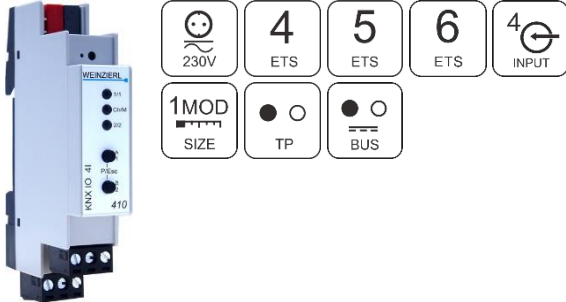 WEINZIERL
1/1
Ch/M
2/2
P/Esc
KNX IO 4I
410
230V
4
ETS
5
ETS
6
ETS
4
INPUT
1MOD
SIZE
TP
BUS